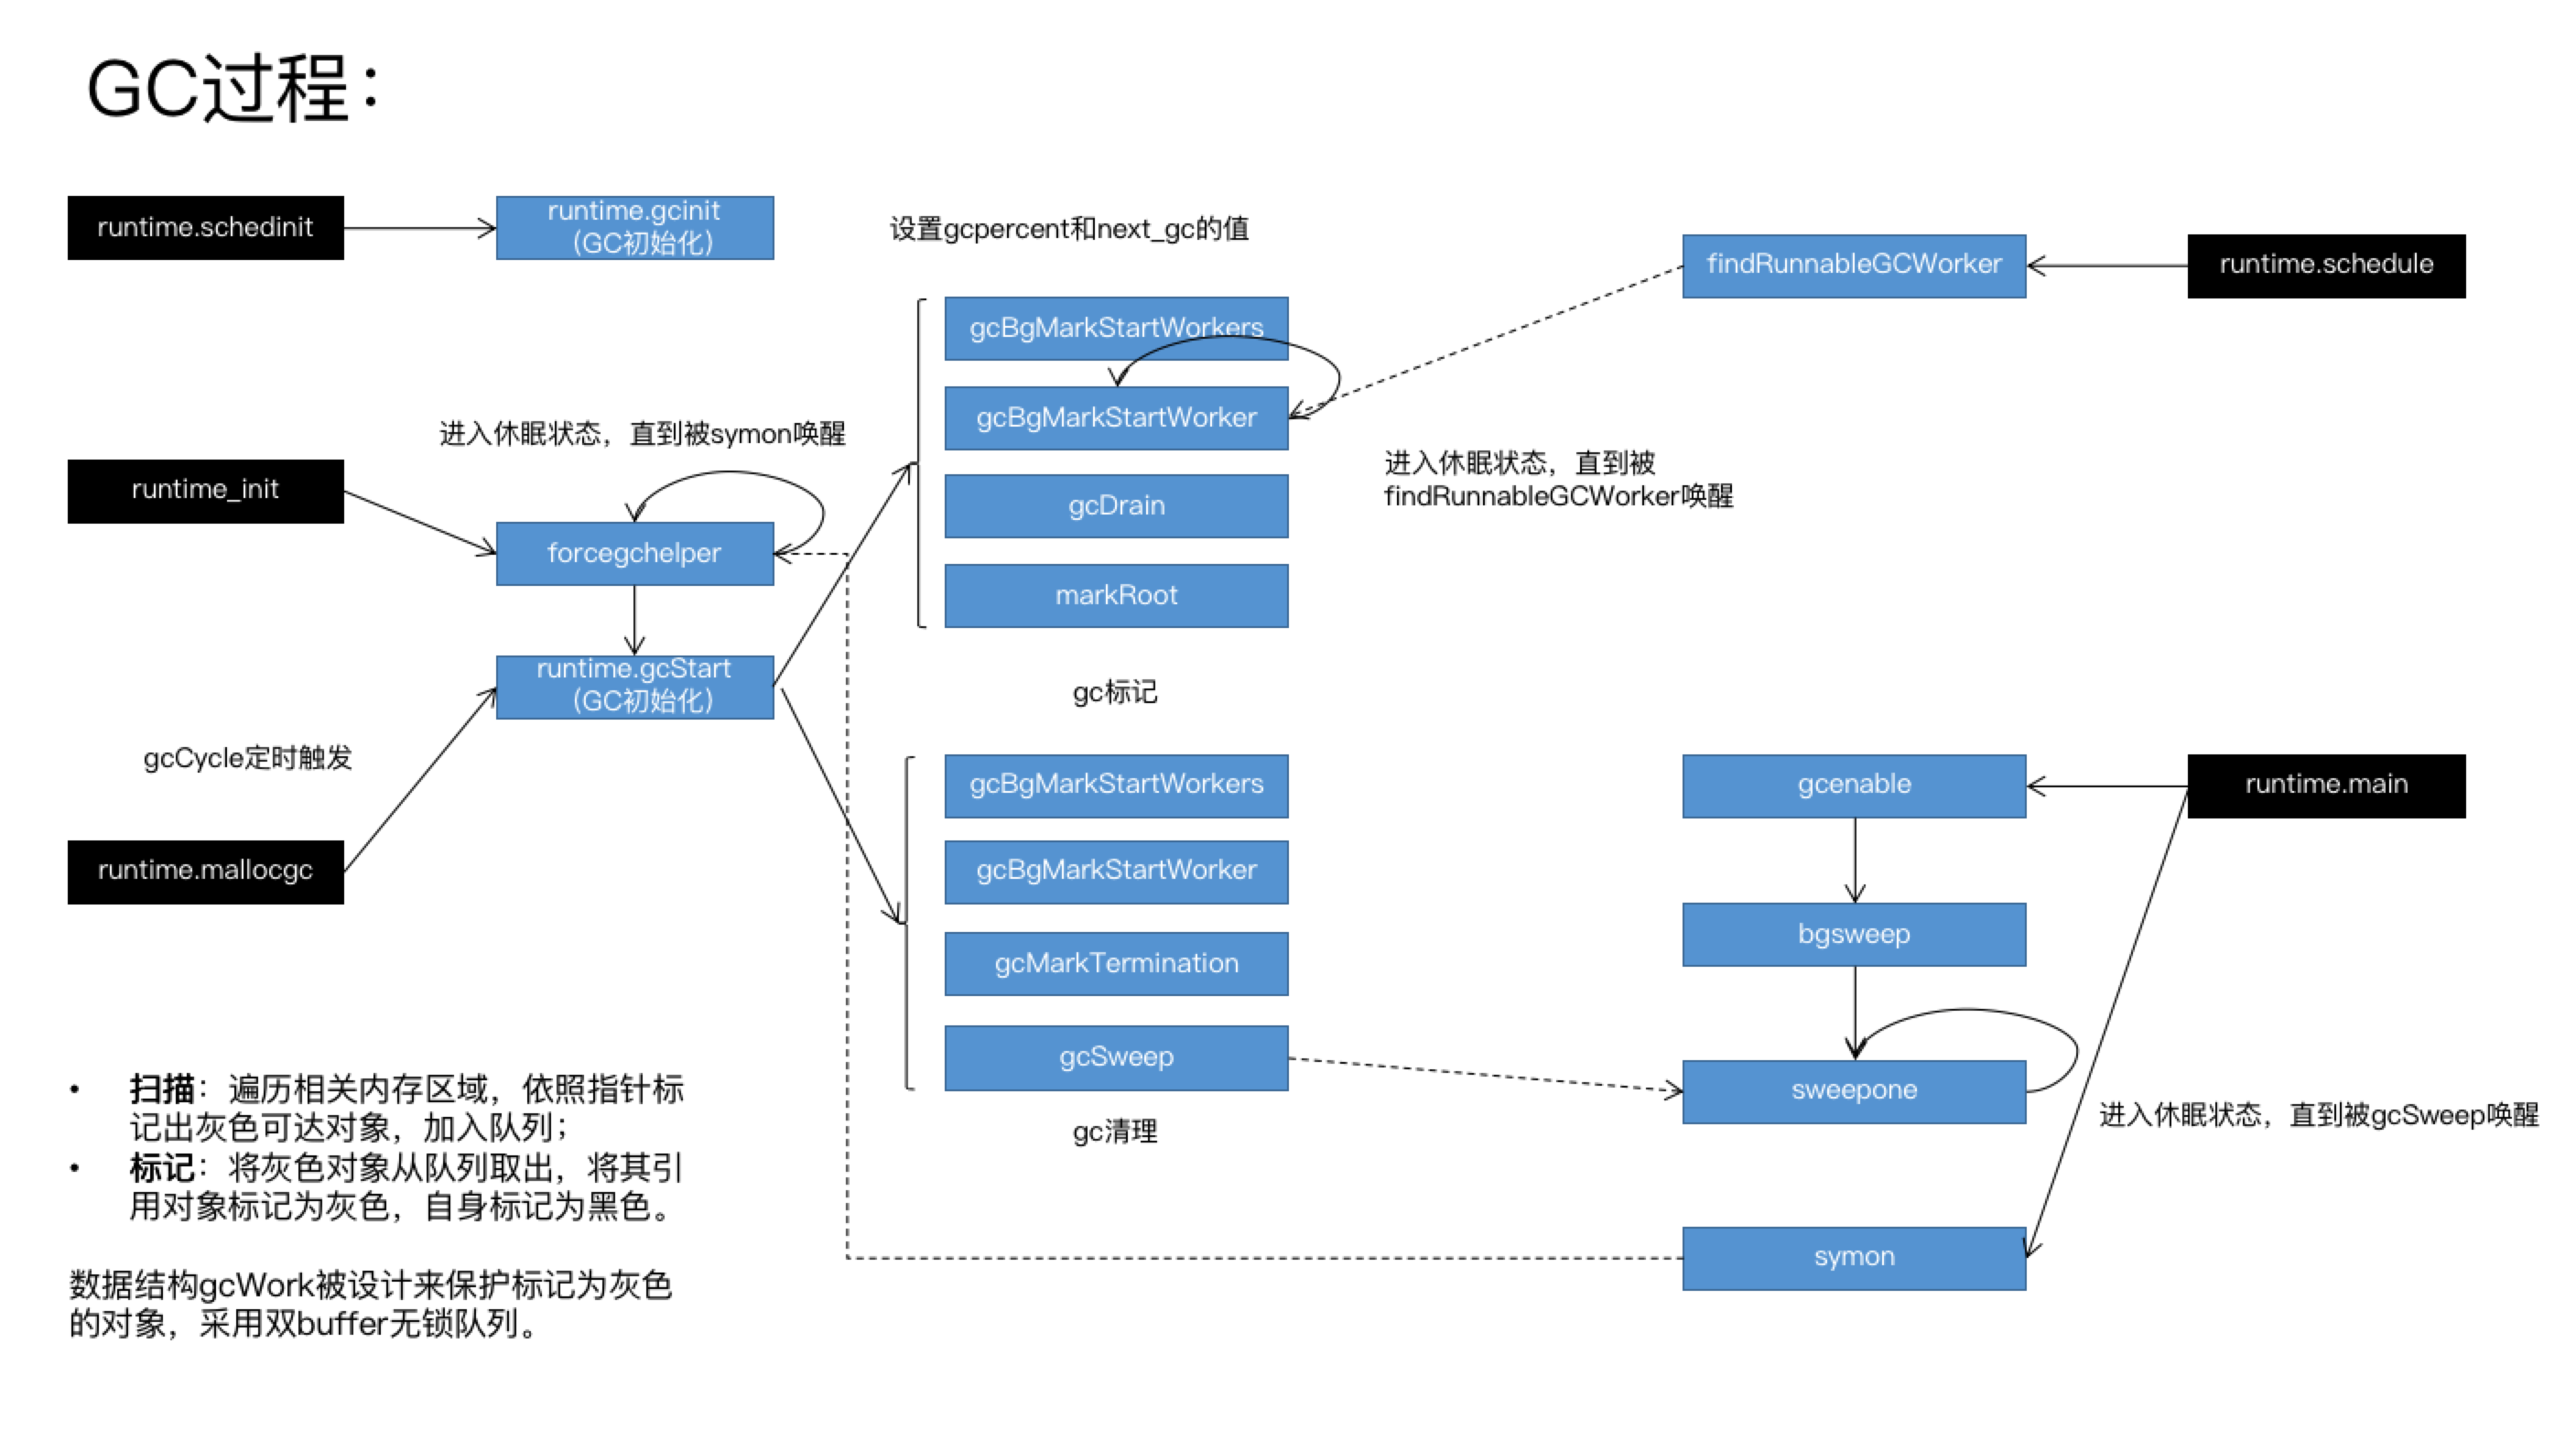 GC过程：
runtime.schedinit
runtime.gcinit
（GC初始化）
设置gcpercent和next_gc的值
findRunnableGCWorker
runtime.schedule
gcBgMarkStartWorkers
gcBgMarkStartWorker
进入休眠状态，直到被symon唤醒
进入休眠状态，直到被
findRunnableGCWorker唤醒
runtime_init
gcDrain
forcegchelper
markRoot
runtime.gcStart
（GC初始化）
gc标记
gcCycle定时触发
gcBgMarkStartWorkers
gcenable
runtime.main
runtime.mallocgc
gcBgMarkStartWorker
bgsweep
gcMarkTermination
gcSweep
sweepone
gc清理
进入休眠状态，直到被gcSweep唤醒
• 扫描：遍历相关内存区域，依照指针标
记出灰色可达对象，加入队列；
• 标记：将灰色对象从队列取出，将其引
用对象标记为灰色，自身标记为黑色。
symon
数据结构gcWork被设计来保护标记为灰色
的对象，采用双buffer无锁队列。